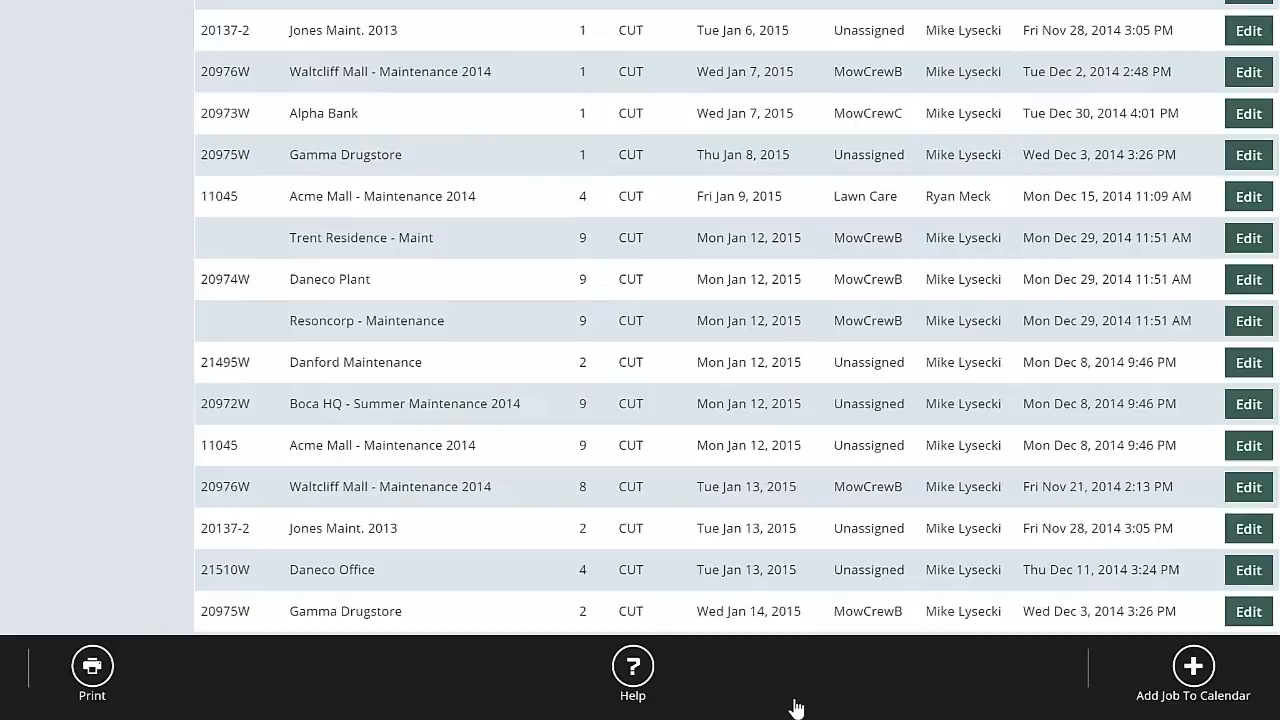 20137-2 Jones Maint. 2013 1 CUT Tue Jan 6, 2015 Unassigned Mike Lysecki Fri Nov 28, 2014 3:05 PM Edit
20976W Waltcliff Mall - Maintenance 2014 1 CUT Wed Jan 7, 2015 MowCrewB Mike Lysecki Tue Dec 2, 2014 2:48 PM Edit
20973W Alpha Bank 1 CUT Wed Jan 7, 2015 MowCrewC Mike Lysecki Tue Dec 30, 2014 4:01 PM Edit
20975W Gamma Drugstore 1 CUT Thu Jan 8, 2015 Unassigned Mike Lysecki Wed Dec 3, 2014 3:26 PM Edit
11045 Acme Mall - Maintenance 2014 4 CUT Fri Jan 9, 2015 Lawn Care Ryan Meck Mon Dec 15, 2014 11:09 AM Edit
Trent Residence - Maint 9 CUT Mon Jan 12, 2015 MowCrewB Mike Lysecki Mon Dec 29, 2014 11:51 AM Edit
20974W Daneco Plant 9 CUT Mon Jan 12, 2015 MowCrewB Mike Lysecki Mon Dec 29, 2014 11:51 AM Edit
Resoncorp - Maintenance 9 CUT Mon Jan 12, 2015 MowCrewB Mike Lysecki Mon Dec 29, 2014 11:51 AM Edit
21495W Danford Maintenance 2 CUT Mon Jan 12, 2015 Unassigned Mike Lysecki Mon Dec 8, 2014 9:46 PM Edit
20972W Boca HQ - Summer Maintenance 2014 9 CUT Mon Jan 12, 2015 Unassigned Mike Lysecki Mon Dec 8, 2014 9:46 PM Edit
11045 Acme Mall - Maintenance 2014 9 CUT Mon Jan 12, 2015 Unassigned Mike Lysecki Mon Dec 8, 2014 9:46 PM Edit
20976W Waltcliff Mall - Maintenance 2014 8 CUT Tue Jan 13, 2015 MowCrewB Mike Lysecki Fri Nov 21, 2014 2:13 PM Edit
20137-2 Jones Maint. 2013 2 CUT Tue Jan 13, 2015 Unassigned Mike Lysecki Fri Nov 28, 2014 3:05 PM Edit
21510W Daneco Office 4 CUT Tue Jan 13, 2015 Unassigned Mike Lysecki Thu Dec 11, 2014 3:24 PM Edit
20975W Gamma Drugstore 2 CUT Wed Jan 14, 2015 MowCrewB Mike Lysecki Wed Dec 3, 2014 3:26 PM Edit
?
Print Help Add Job To Calendar